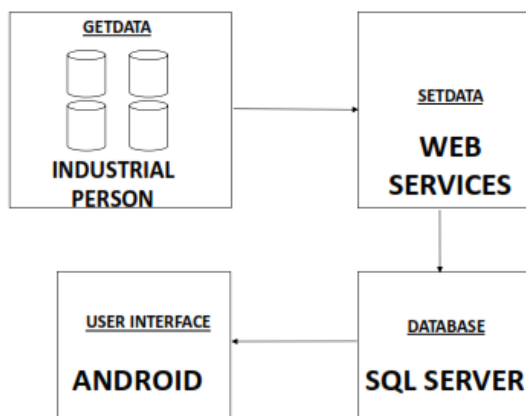 GETDATA
INDUSTRIAL
PERSON
SETDATA
WEB
SERVICES
USER INTERFACE
ANDROID
DATABASE
SQL SERVER